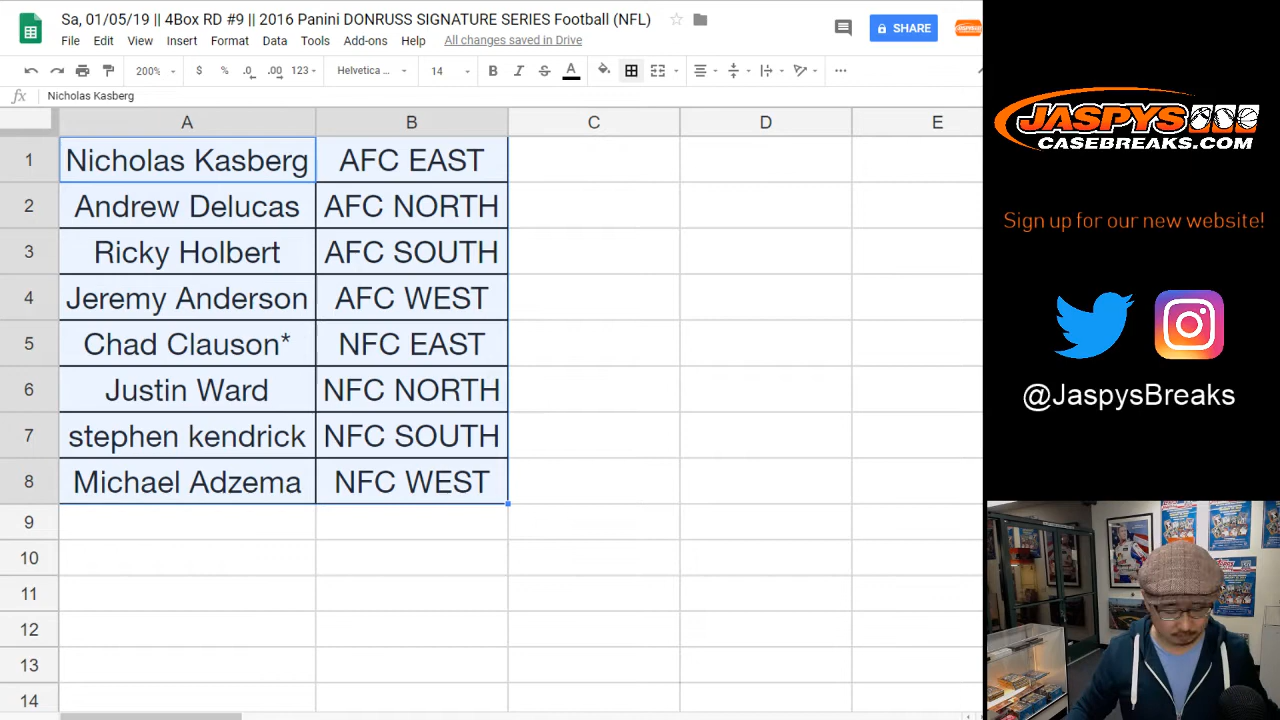 Sa, 01/05/19 || 4Box RD #9 || 2016 Panini DONRUSS SIGNATURE SERIES Football (NFL)
File Edit View Insert Format Data Tools Add-ons Help All changes saved in Drive
SHARE
200% $ % .0 .00 123 Helvetica ... 14 B I S A
fx Nicholas Kasberg
A B C D E
1 Nicholas Kasberg AFC EAST
2 Andrew Delucas AFC NORTH
3 Ricky Holbert AFC SOUTH
4 Jeremy Anderson AFC WEST
5 Chad Clauson* NFC EAST
6 Justin Ward NFC NORTH
7 stephen kendrick NFC SOUTH
8 Michael Adzema NFC WEST
9
10
11
12
13
14
JASPYS
CASEBREAKS.COM
Sign up for our new website!
@JaspysBreaks